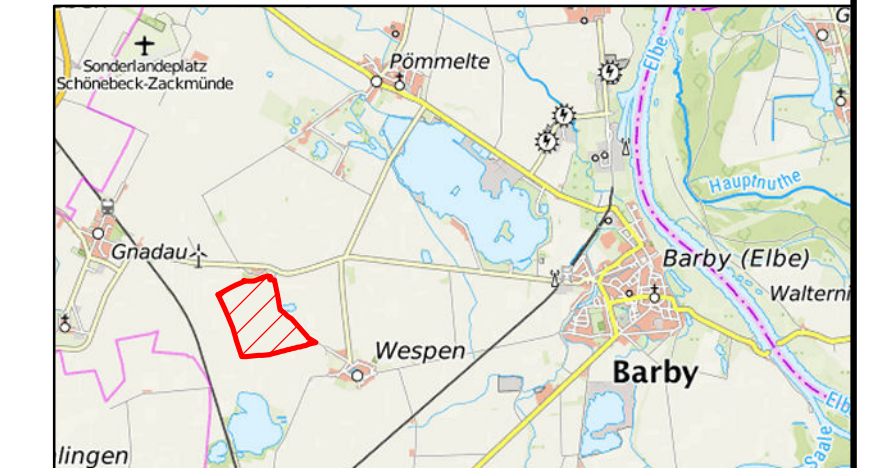 Pömmelte
Sonderlandeplatz
Schönebeck-Zackmünde
Elbe
Hauptnuthe
Gnadau
Barby (Elbe)
Walterni
Wespen
Barby
Elb
Saale
lingen